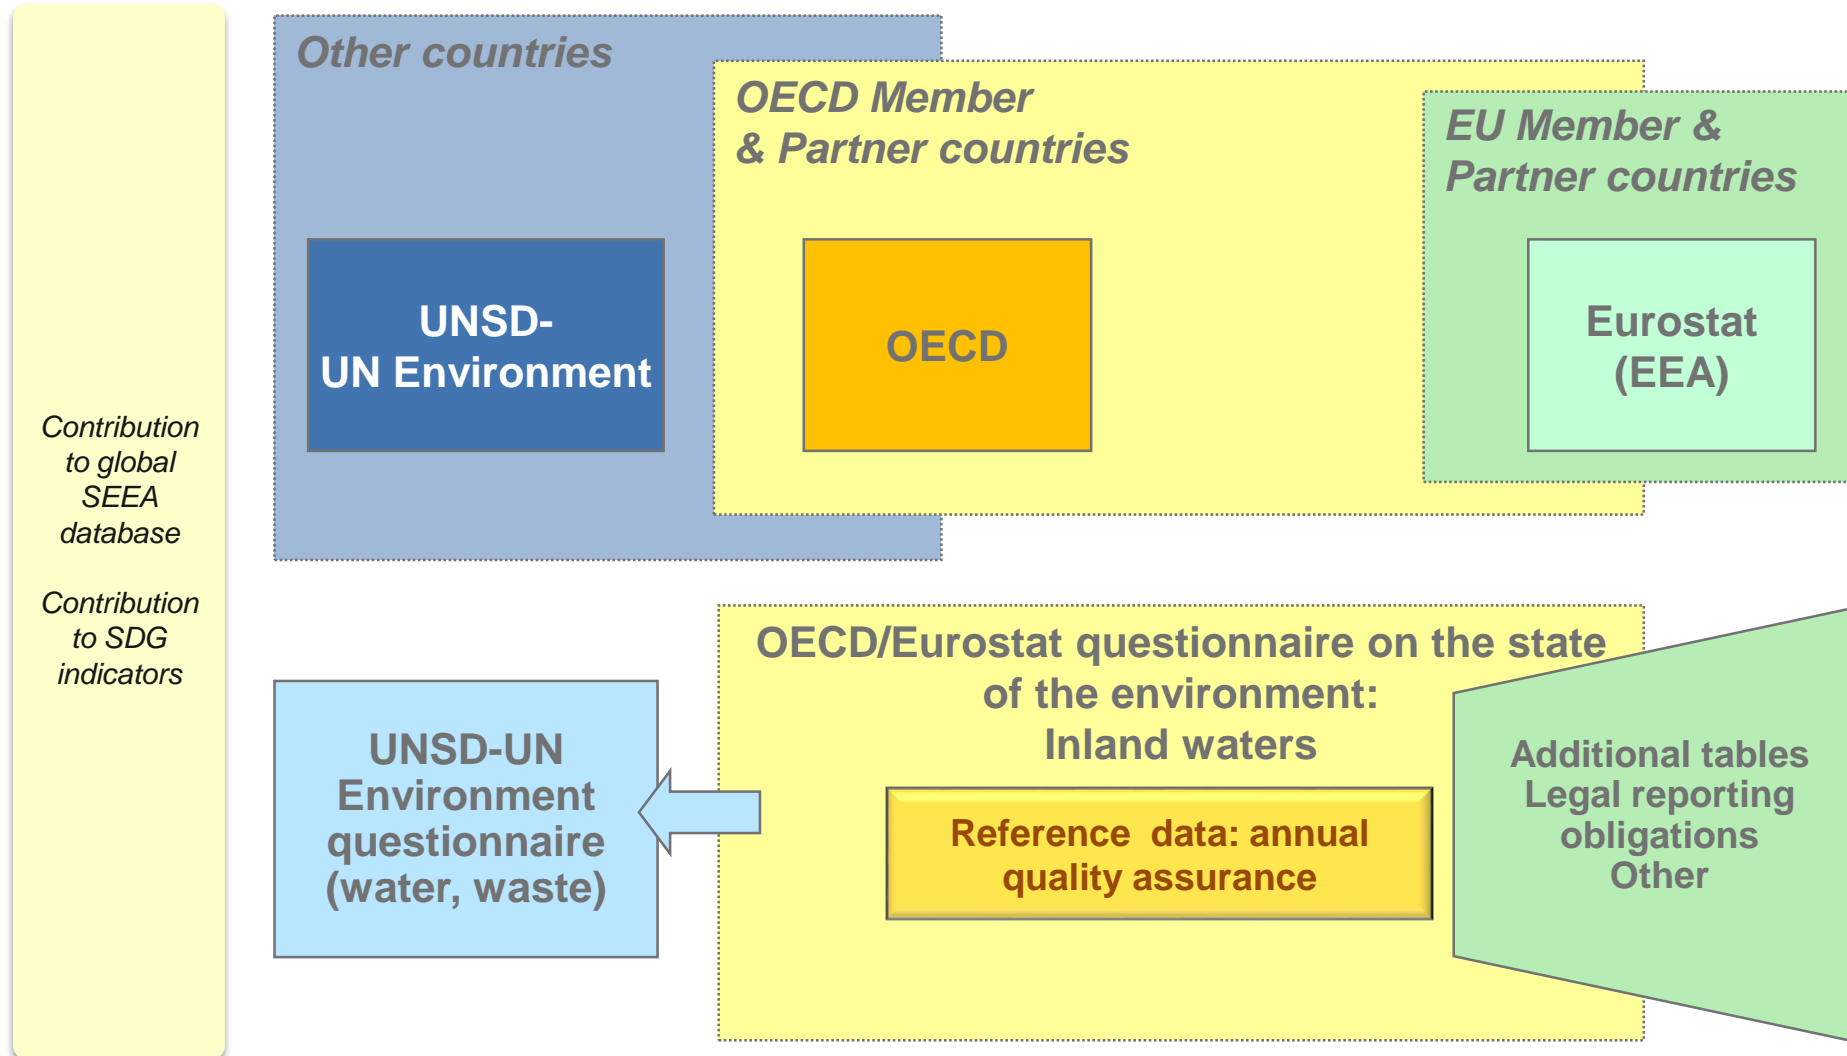 Contribution
to global
SEEA
database
Contribution
to SDG
indicators
Other countries
OECD Member
& Partner countries
EU Member &
Partner countries
UNSD-
UN Environment
OECD
Eurostat
(EEA)
OECD/Eurostat questionnaire on the state
of the environment:
Inland waters
UNSD-UN
Environment
questionnaire
(water, waste)
Reference data: annual
quality assurance
Additional tables
Legal reporting
obligations
Other